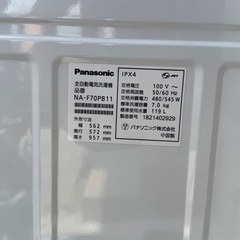 Panasonic
全自動電気洗濯機
品番
NA-F70PB11
幅 562 mm
奥行き 572 mm
高さ 957 mm
IPX4
JET
定格電圧 100 V ~
定格周波数 50/60 Hz
定格消費電力 480/545 W
標準洗濯容量 7.0 kg
標準使用水量 119 L
製造番号 1821402929
パナソニック株式会社
中国製